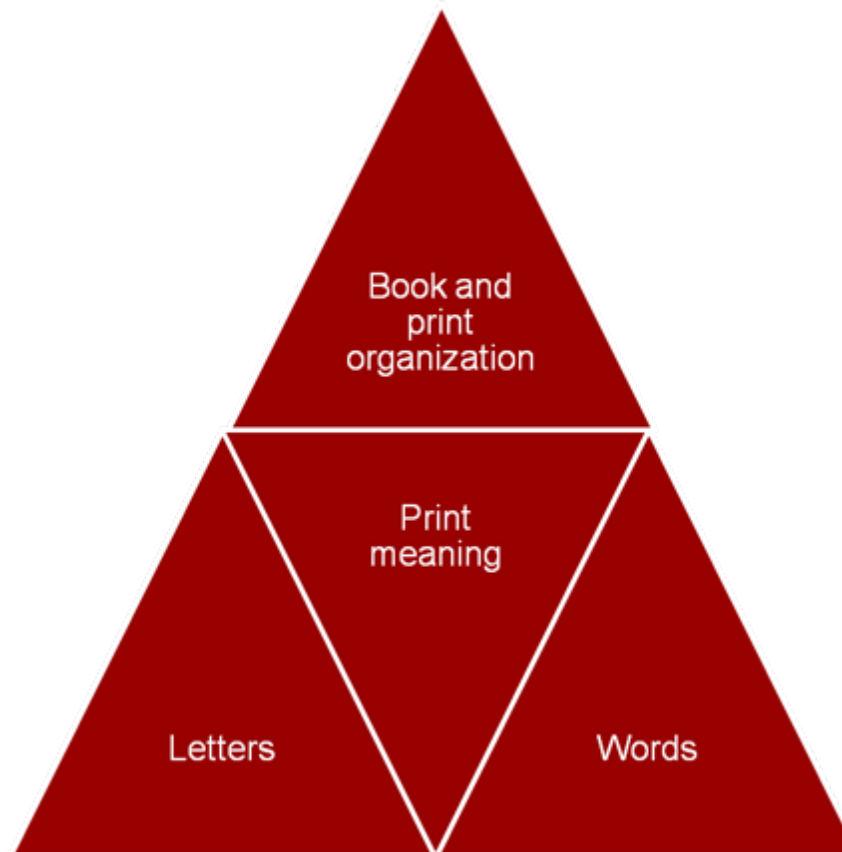 Book and
print
organization
Print
meaning
Letters
Words